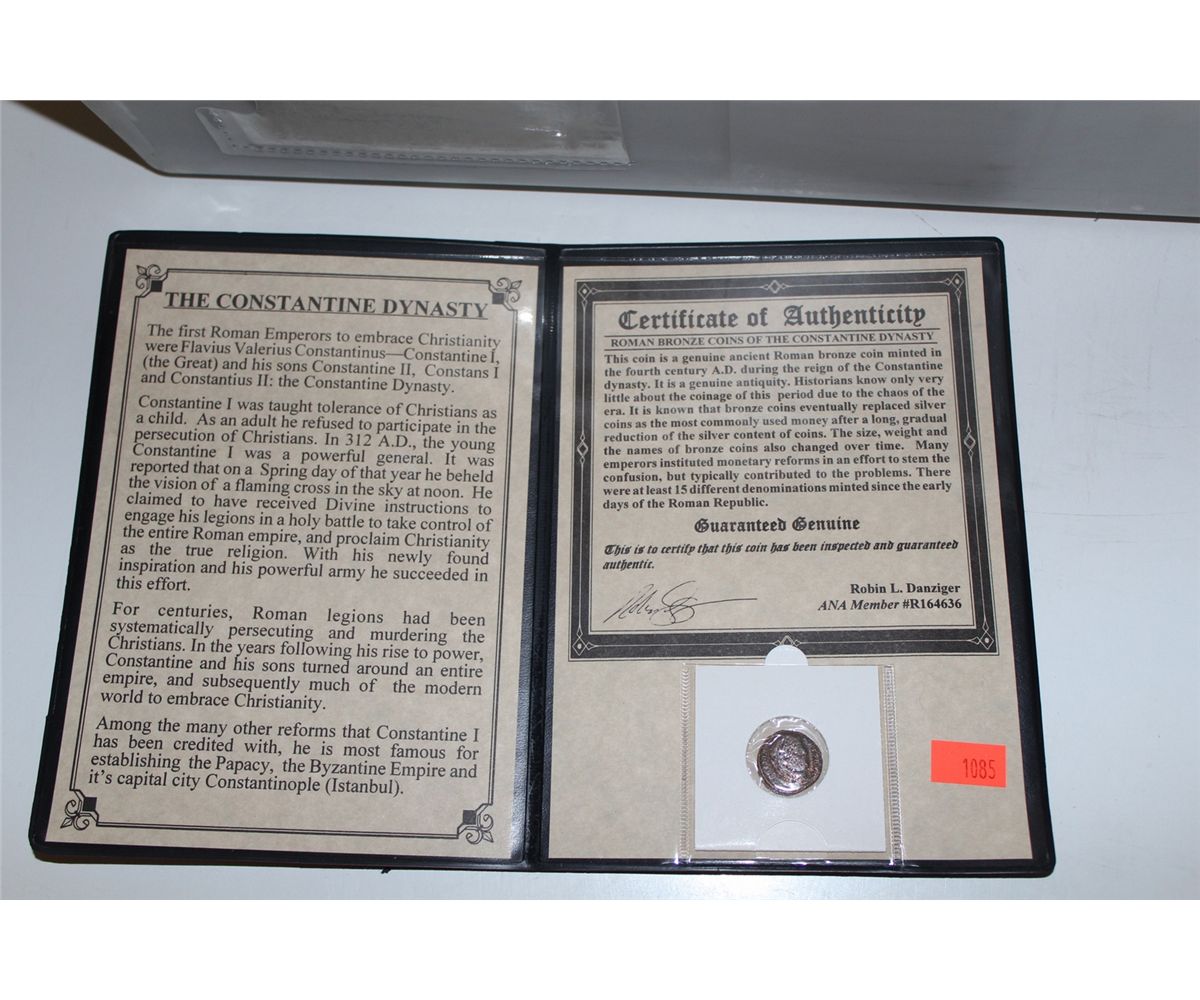 THE CONSTANTINE DYNASTY
The first Roman Emperors to embrace Christianity
were Flavius Valerius Constantinus—Constantine I,
(the Great) and his sons Constantine II, Constans I
and Constantius II: the Constantine Dynasty.
Constantine I was taught tolerance of Christians as
a child. As an adult he refused to participate in the
persecution of Christians. In 312 A.D., the young
Constantine I was a powerful general. It was
reported that on a Spring day of that year he beheld
the vision of a flaming cross in the sky at noon. He
claimed to have received Divine instructions to
engage his legions in a holy battle to take control of
the entire Roman empire, and proclaim Christianity
as the true religion. With his newly found
inspiration and his powerful army he succeeded in
this effort.
For centuries, Roman legions had been
systematically persecuting and murdering the
Christians. In the years following his rise to power,
Constantine and his sons turned around an entire
empire, and subsequently much of the modern
world to embrace Christianity.
Among the many other reforms that Constantine I
has been credited with, he is most famous for
establishing the Papacy, the Byzantine Empire and
it's capital city Constantinople (Istanbul).
Certificate of Authenticity
ROMAN BRONZE COINS OF THE CONSTANTINE DYNASTY
This coin is a genuine ancient Roman bronze coin minted in
the fourth century A.D. during the reign of the Constantine
dynasty. It is a genuine antiquity. Historians know only very
little about the coinage of this period due to the chaos of the
era. It is known that bronze coins eventually replaced silver
coins as the most commonly used money after a long, gradual
reduction of the silver content of coins. The size, weight and
the names of bronze coins also changed over time. Many
emperors instituted monetary reforms in an effort to stem the
confusion, but typically contributed to the problems. There
were at least 15 different denominations minted since the early
days of the Roman Republic.
Guaranteed Genuine
This is to certify that this coin has been inspected and guaranteed
authentic.
Robin L. Danziger
ANA Member #R164636
1085